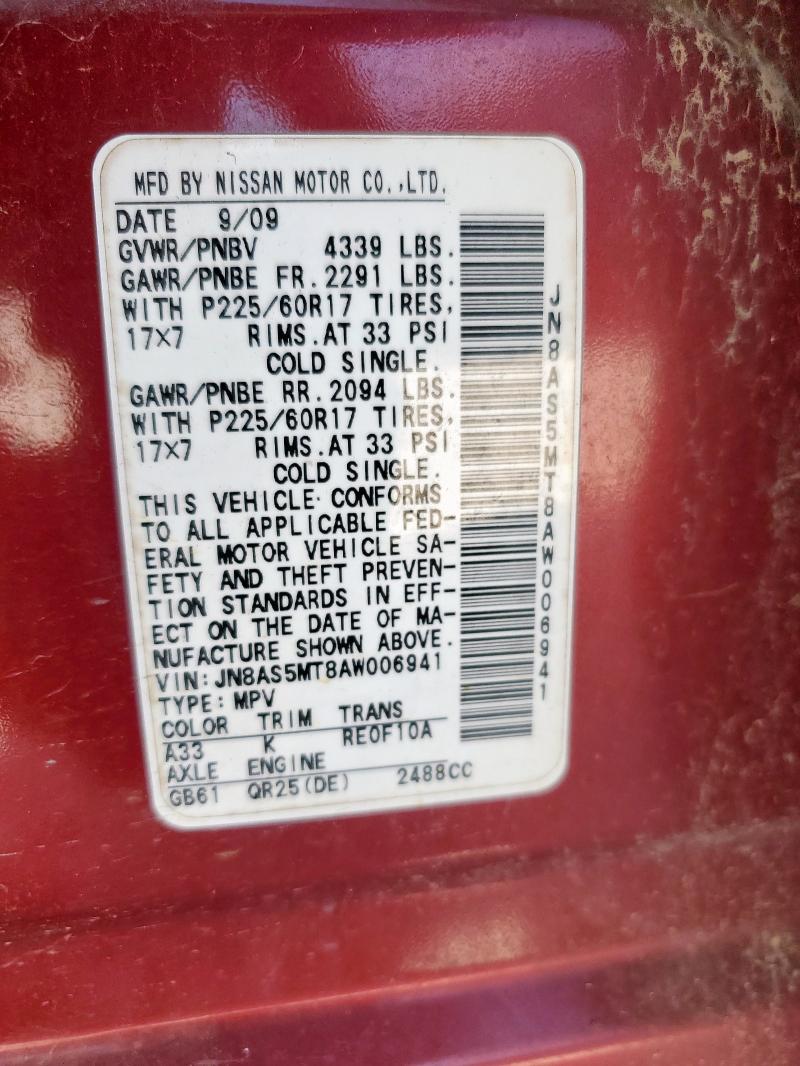 MFD BY NISSAN MOTOR CO.,LTD.
DATE 9/09
GVWR/PNBV 4339 LBS.
GAWR/PNBE FR.2291 LBS.
WITH P225/60R17 TIRES,
17X7 RIMS.AT 33 PSI
COLD SINGLE.
GAWR/PNBE RR.2094 LBS.
WITH P225/60R17 TIRES,
17X7 RIMS.AT 33 PSI
COLD SINGLE.
THIS VEHICLE CONFORMS
TO ALL APPLICABLE FED-
ERAL MOTOR VEHICLE SA-
FETY AND THEFT PREVEN-
TION STANDARDS IN EFF-
ECT ON THE DATE OF MA-
NUFACTURE SHOWN ABOVE.
VIN:JN8AS5MT8AW006941
TYPE:MPV
COLOR TRIM TRANS
A33 K RE0F10A
AXLE ENGINE
GB61 QR25(DE) 2488CC
JN8AS5MT8AW006941